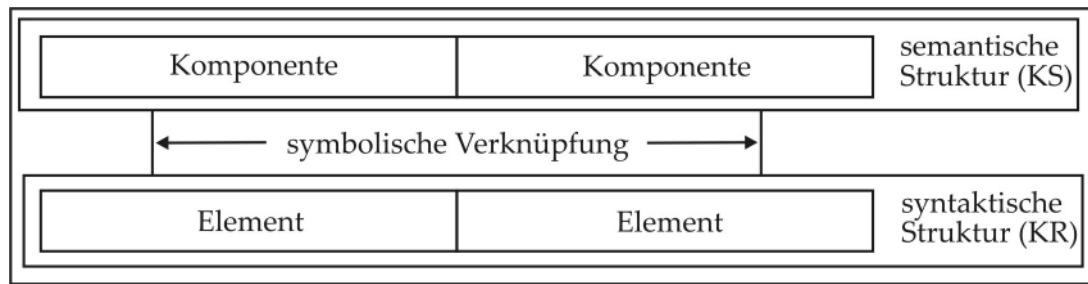 Komponente Komponente semantische
Struktur (KS)
symbolische Verknüpfung
Element Element syntaktische
Struktur (KR)